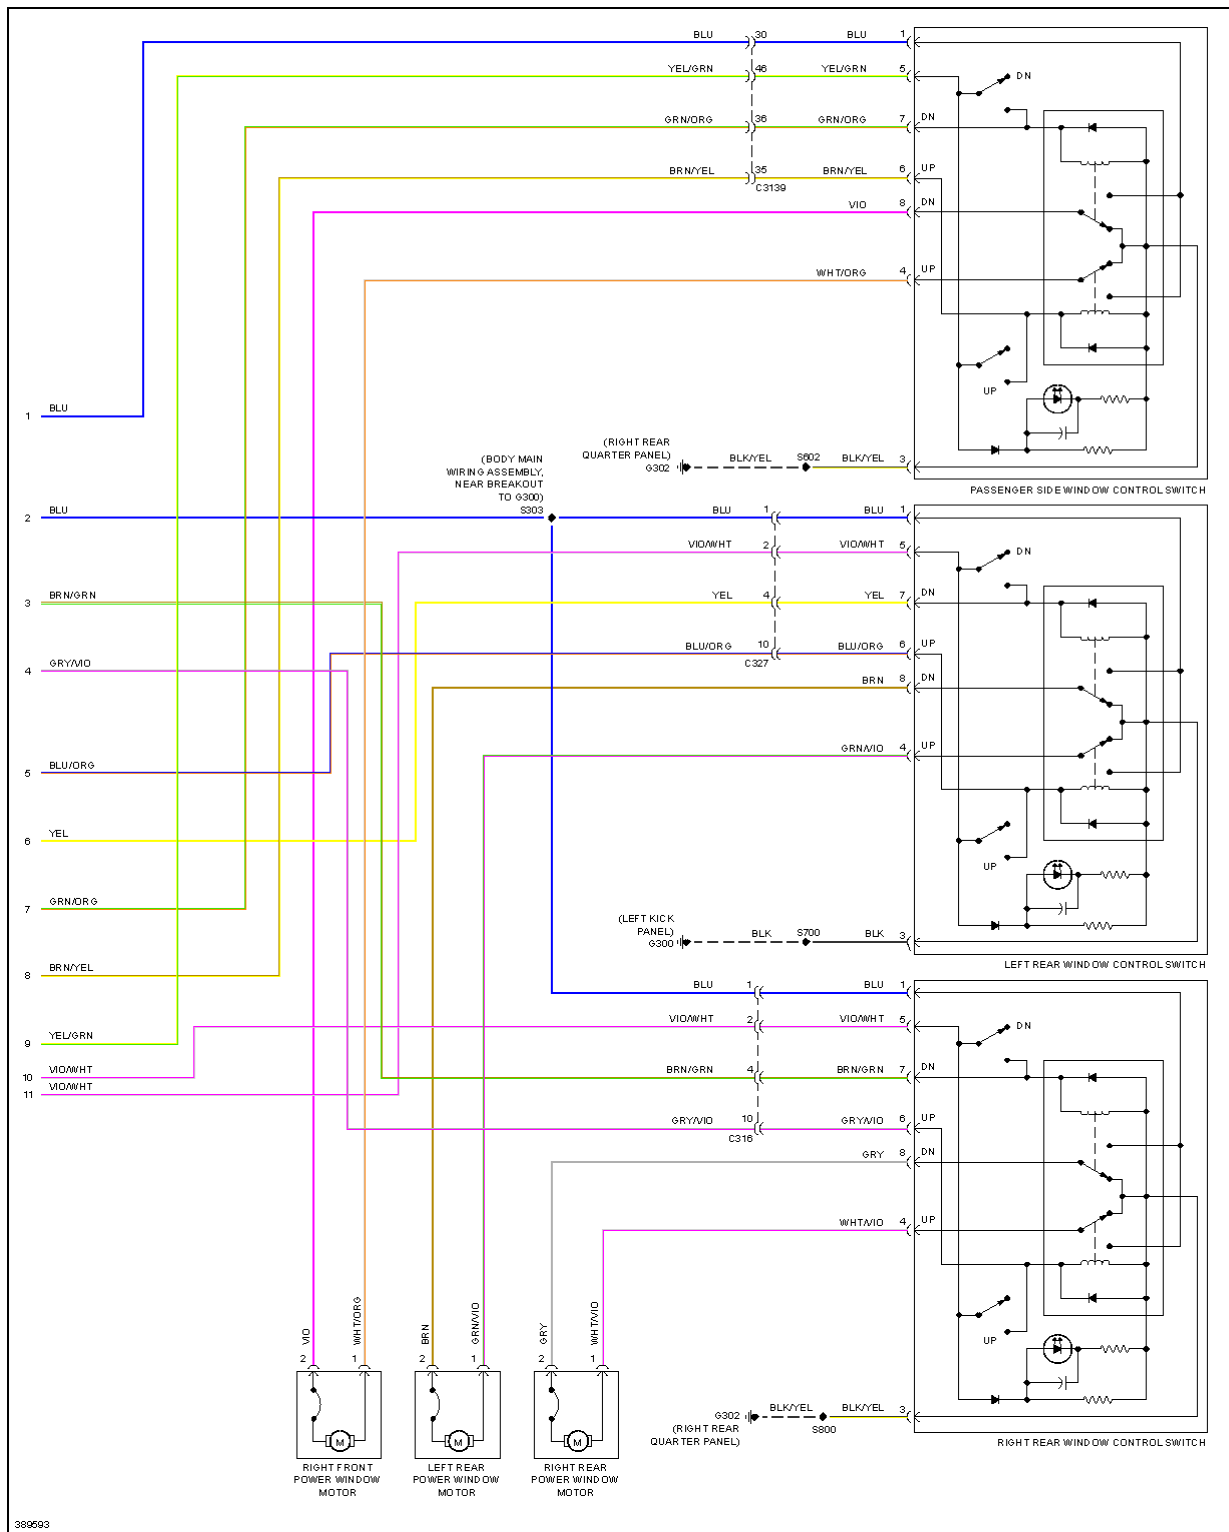 BLU 30 BLU 1
YEL/GRN 46 YEL/GRN 5
DN
GRN/ORG 36 GRN/ORG 7 DN
BRN/YEL 35 BRN/YEL 6 UP
C3139
VIO 8 DN
WHT/ORG 4 UP
UP
1 BLU
(RIGHT REAR
QUARTER PANEL)
G302
BLK/YEL S602 BLK/YEL 3
PASSENGER SIDE WINDOW CONTROL SWITCH
(BODY MAIN
WIRING ASSEMBLY,
NEAR BREAKOUT
TO G300)
S303
2 BLU
BLU 1 BLU 1
VIO/WHT 2 VIO/WHT 5
DN
3 BRN/GRN
YEL 4 YEL 7 DN
BLU/ORG 10 BLU/ORG 6 UP
C327
4 GRY/VIO
BRN 8 DN
GRN/VIO 4 UP
5 BLU/ORG
6 YEL
UP
7 GRN/ORG
(LEFT KICK
PANEL)
G300
BLK S700 BLK 3
LEFT REAR WINDOW CONTROL SWITCH
8 BRN/YEL
BLU 1 BLU 1
VIO/WHT 2 VIO/WHT 5
DN
9 YEL/GRN
10 VIO/WHT
11 VIO/WHT
BRN/GRN 4 BRN/GRN 7 DN
GRY/VIO 10 GRY/VIO 6 UP
C316
GRY 8 DN
WHT/VIO 4 UP
UP
VIO
WHT/ORG
BRN
GRN/VIO
GRY
WHT/VIO
2 1 2 1 2 1
G302
(RIGHT REAR
QUARTER PANEL)
BLK/YEL S800 BLK/YEL 3
RIGHT REAR WINDOW CONTROL SWITCH
M M M
RIGHT FRONT
POWER WINDOW
MOTOR
LEFT REAR
POWER WINDOW
MOTOR
RIGHT REAR
POWER WINDOW
MOTOR
389593